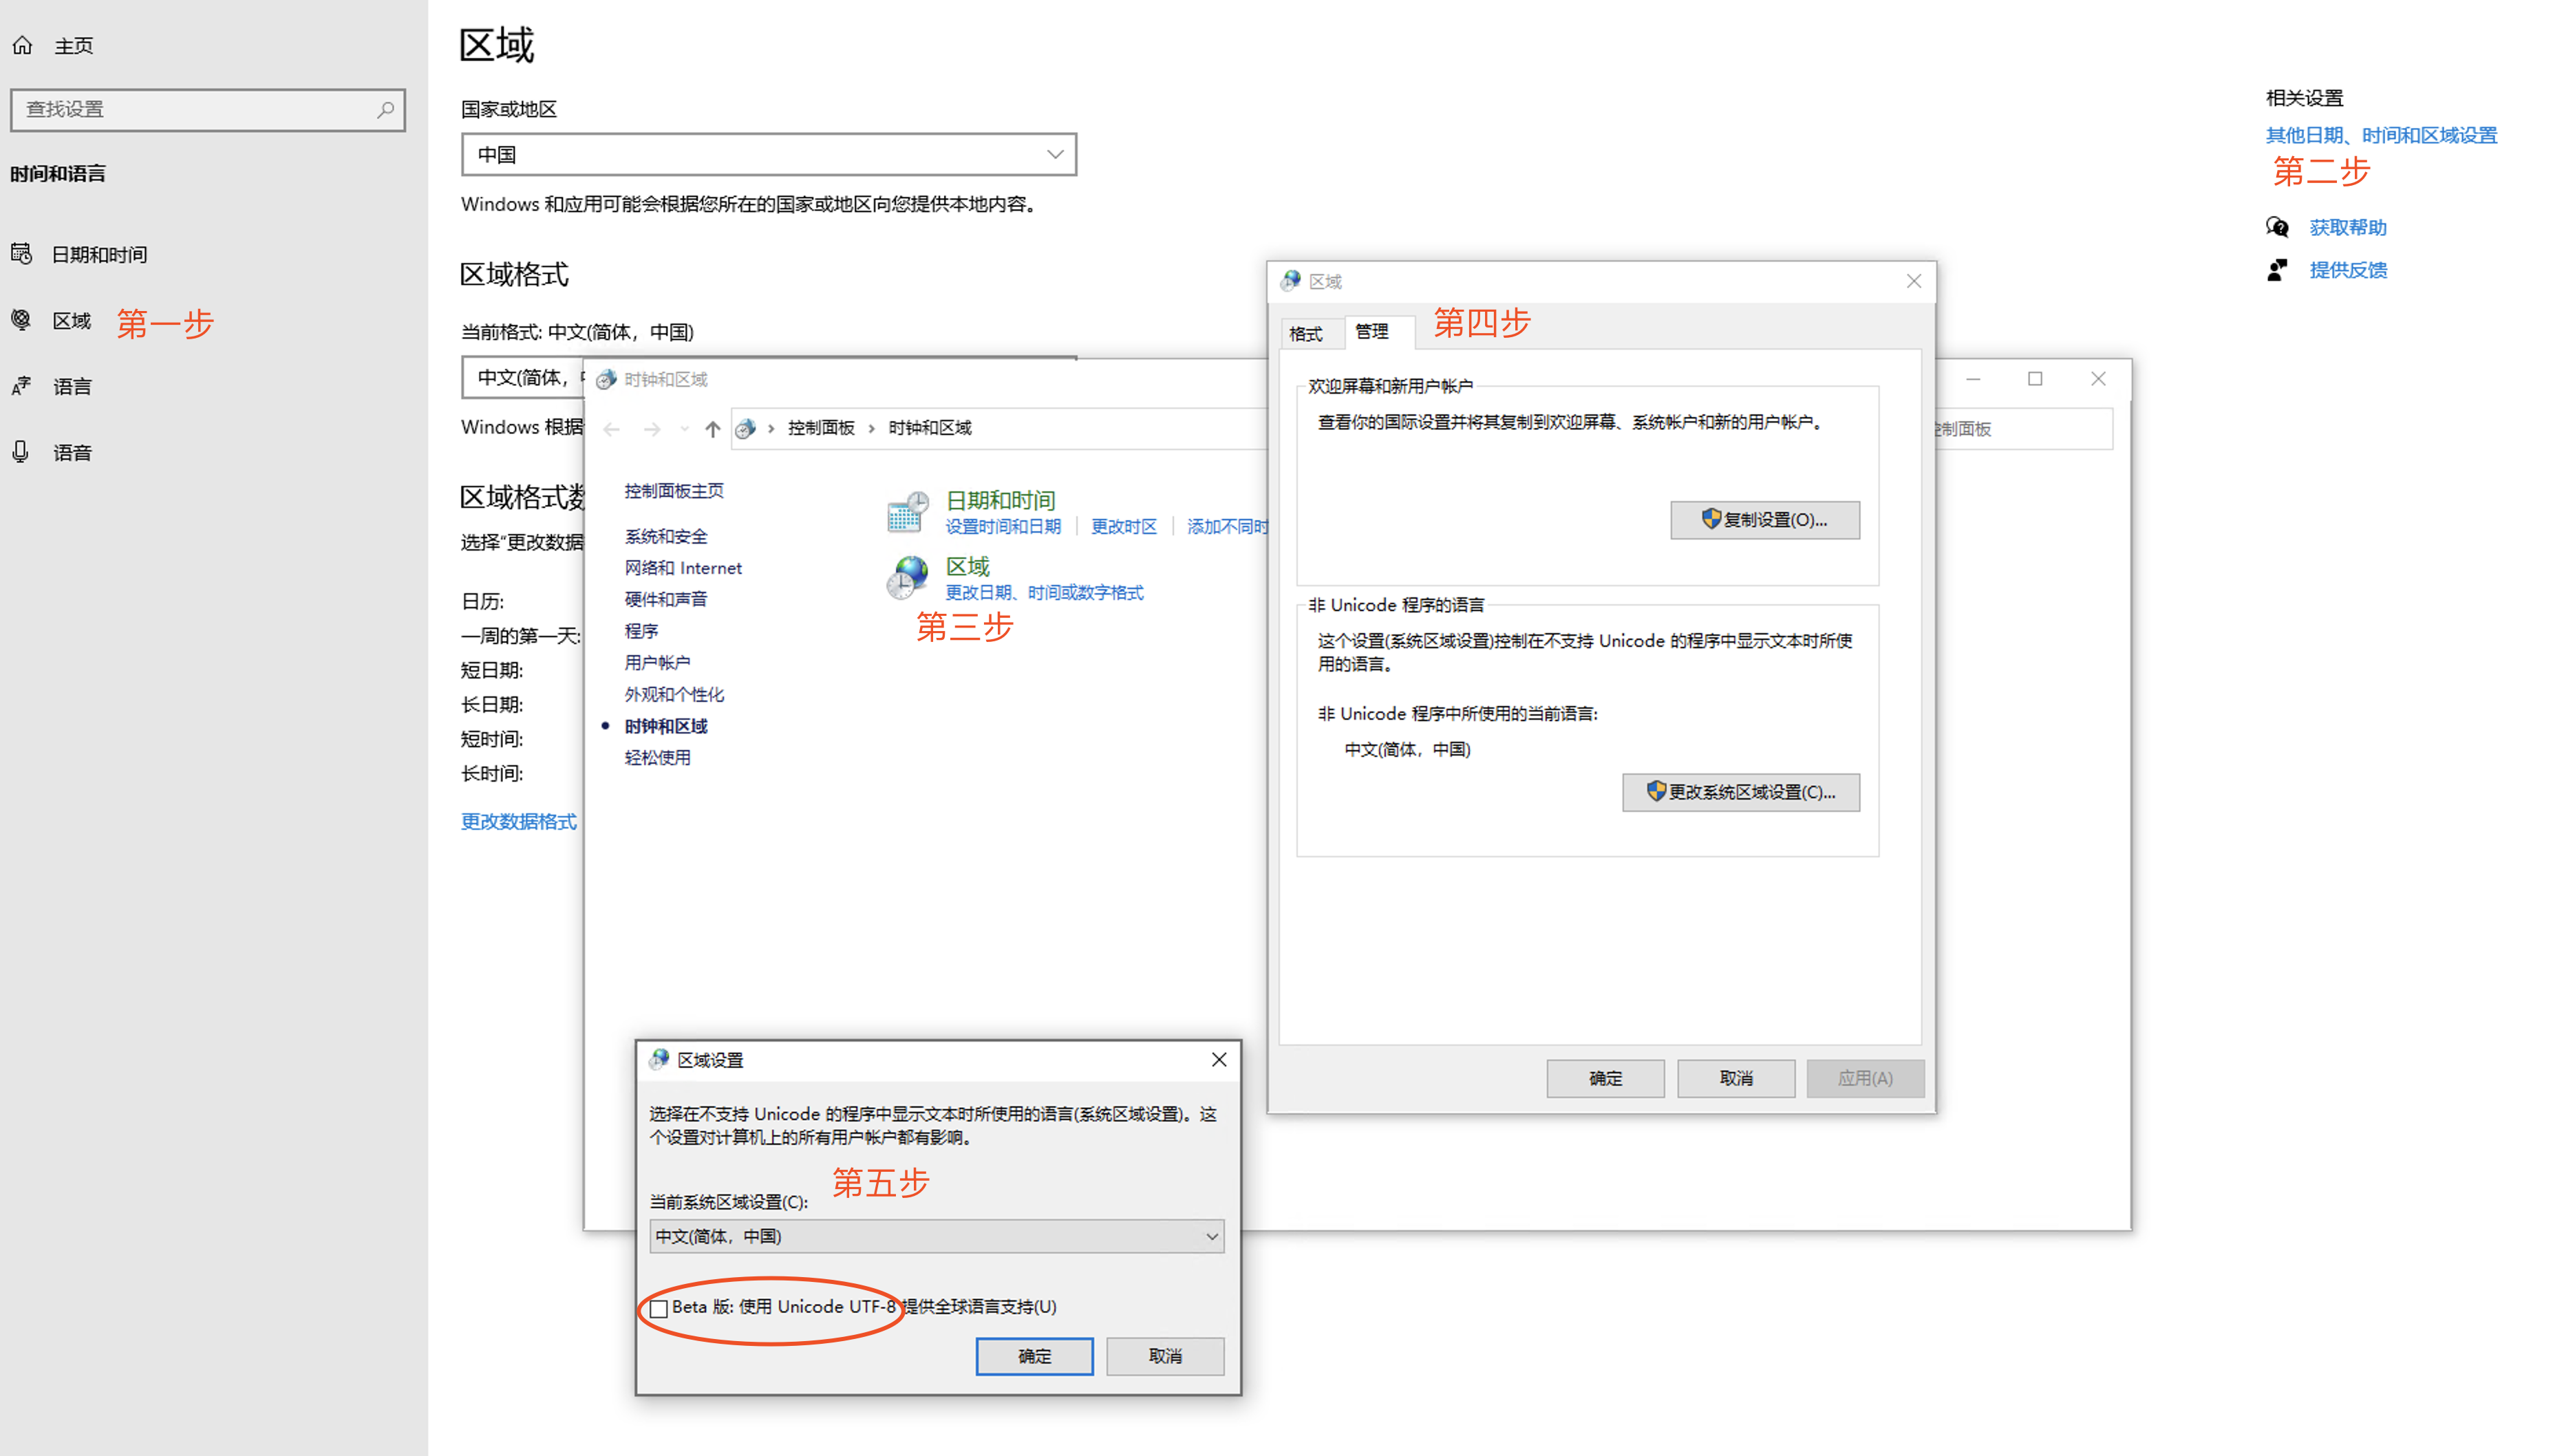 主页
查找设置
时间和语言
日期和时间
区域 第一步
语言
语音
区域
国家或地区
中国
Windows 和应用可能会根据您所在的国家或地区向您提供本地内容。
区域格式
当前格式: 中文(简体，中国)
中文(简体，
Windows 根据
区域格式数
选择“更改数据
日历:
一周的第一天:
短日期:
长日期:
短时间:
长时间:
更改数据格式
相关设置
其他日期、时间和区域设置
第二步
获取帮助
提供反馈
时钟和区域
控制面板 › 时钟和区域
控制面板
控制面板主页
系统和安全
网络和 Internet
硬件和声音
程序
用户帐户
外观和个性化
时钟和区域
轻松使用
日期和时间
设置时间和日期 更改时区 添加不同时
区域
更改日期、时间或数字格式
第三步
区域
格式 管理 第四步
欢迎屏幕和新用户帐户
查看你的国际设置并将其复制到欢迎屏幕、系统帐户和新的用户帐户。
复制设置(O)...
非 Unicode 程序的语言
这个设置(系统区域设置)控制在不支持 Unicode 的程序中显示文本时所使
用的语言。
非 Unicode 程序中所使用的当前语言:
中文(简体，中国)
更改系统区域设置(C)...
确定 取消 应用(A)
区域设置
选择在不支持 Unicode 的程序中显示文本时所使用的语言(系统区域设置)。这
个设置对计算机上的所有用户帐户都有影响。
第五步
当前系统区域设置(C):
中文(简体，中国)
Beta 版: 使用 Unicode UTF-8 提供全球语言支持(U)
确定 取消